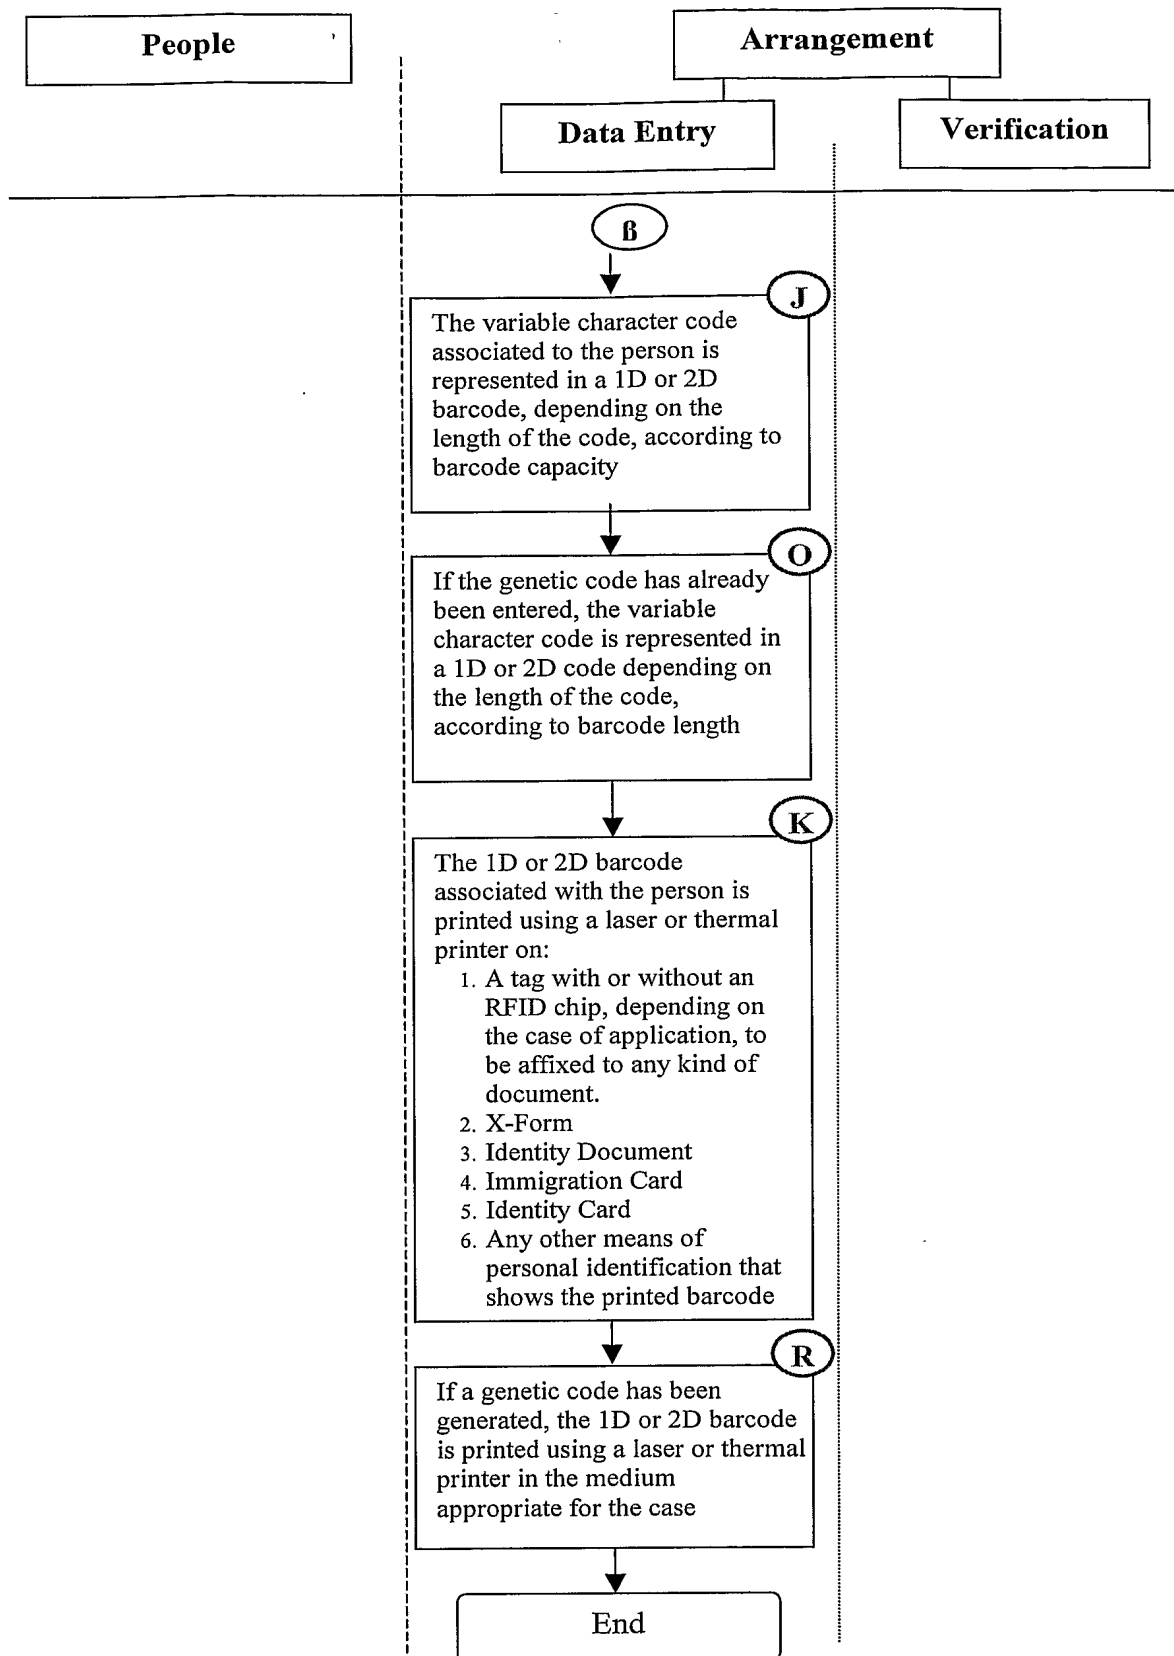 People
Arrangement
Data Entry
Verification
ß
J
The variable character code
associated to the person is
represented in a 1D or 2D
barcode, depending on the
length of the code, according to
barcode capacity
O
If the genetic code has already
been entered, the variable
character code is represented in
a 1D or 2D code depending on
the length of the code,
according to barcode length
K
The 1D or 2D barcode
associated with the person is
printed using a laser or thermal
printer on:
1. A tag with or without an
RFID chip, depending on
the case of application, to
be affixed to any kind of
document.
2. X-Form
3. Identity Document
4. Immigration Card
5. Identity Card
6. Any other means of
personal identification that
shows the printed barcode
R
If a genetic code has been
generated, the 1D or 2D barcode
is printed using a laser or thermal
printer in the medium
appropriate for the case
End